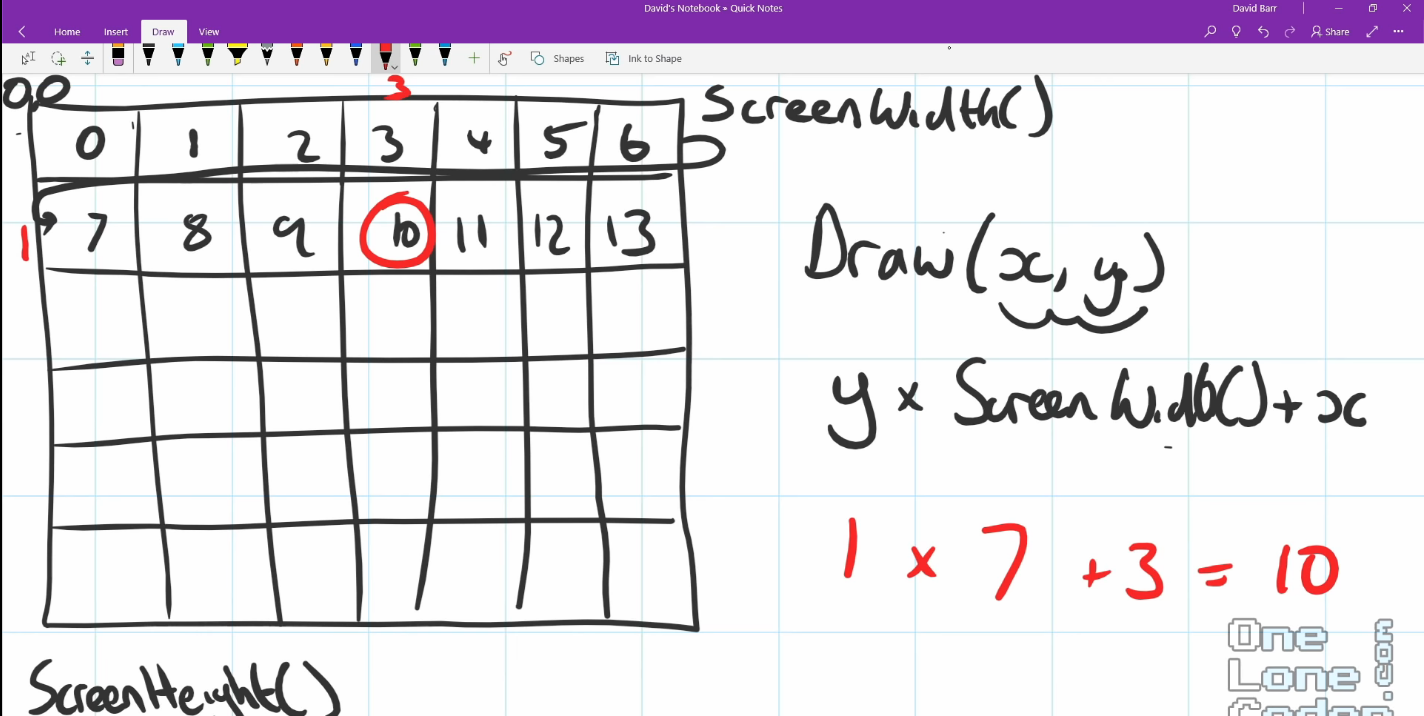 David's Notebook » Quick Notes
David Barr
Home Insert Draw View
Share
Shapes
Ink to Shape
0,0
3
ScreenWidth()
0 1 2 3 4 5 6
1
7 8 9 10 11 12 13
Draw(x, y)
y × ScreenWidth() + x
1 × 7 + 3 = 10
ScreenHeight()
One
Lone
Coder
.com